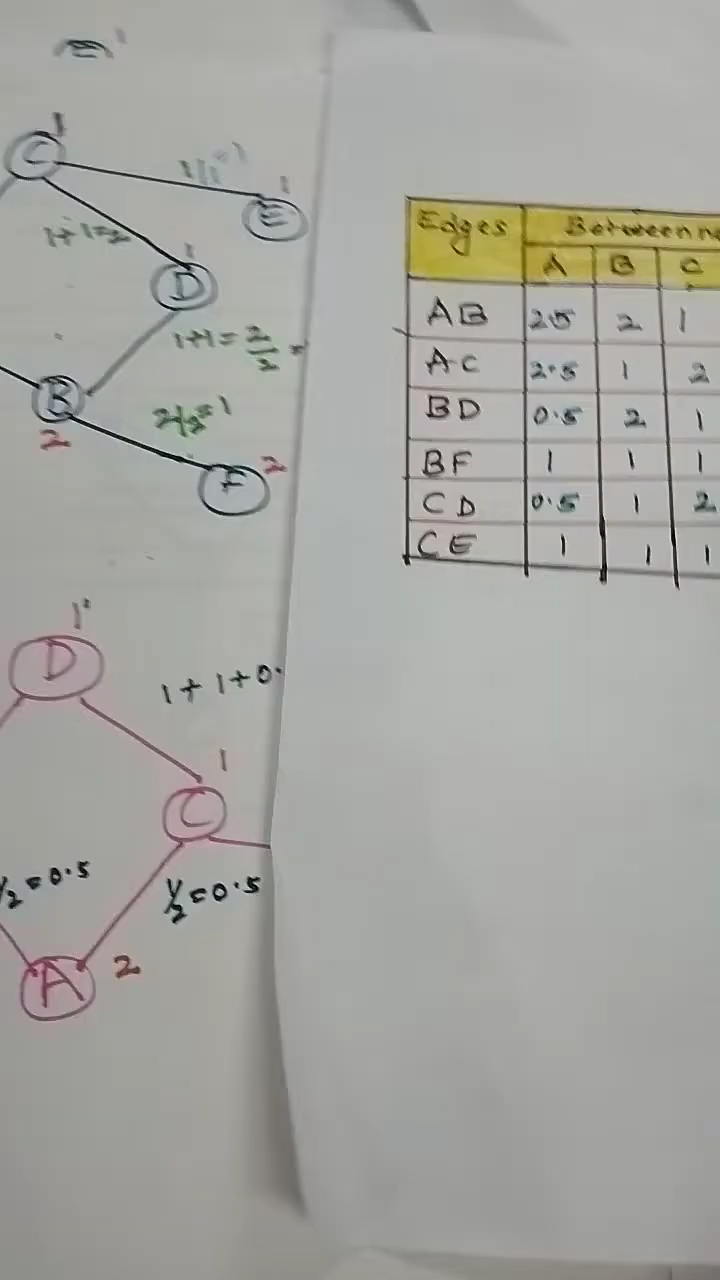 C 1
1/1=1
1
E
1+1=2
1
D
1+1=2/2=
B
2
2/2=1
F 2
D 1
1+1+0.
C 1
1/2=0.5
1/2=0.5
A 2
Edges
A B C
AB 2.5 2 1
AC 2.5 1 2
BD 0.5 2 1
BF 1 1 1
CD 0.5 1 2
CE 1 1 1